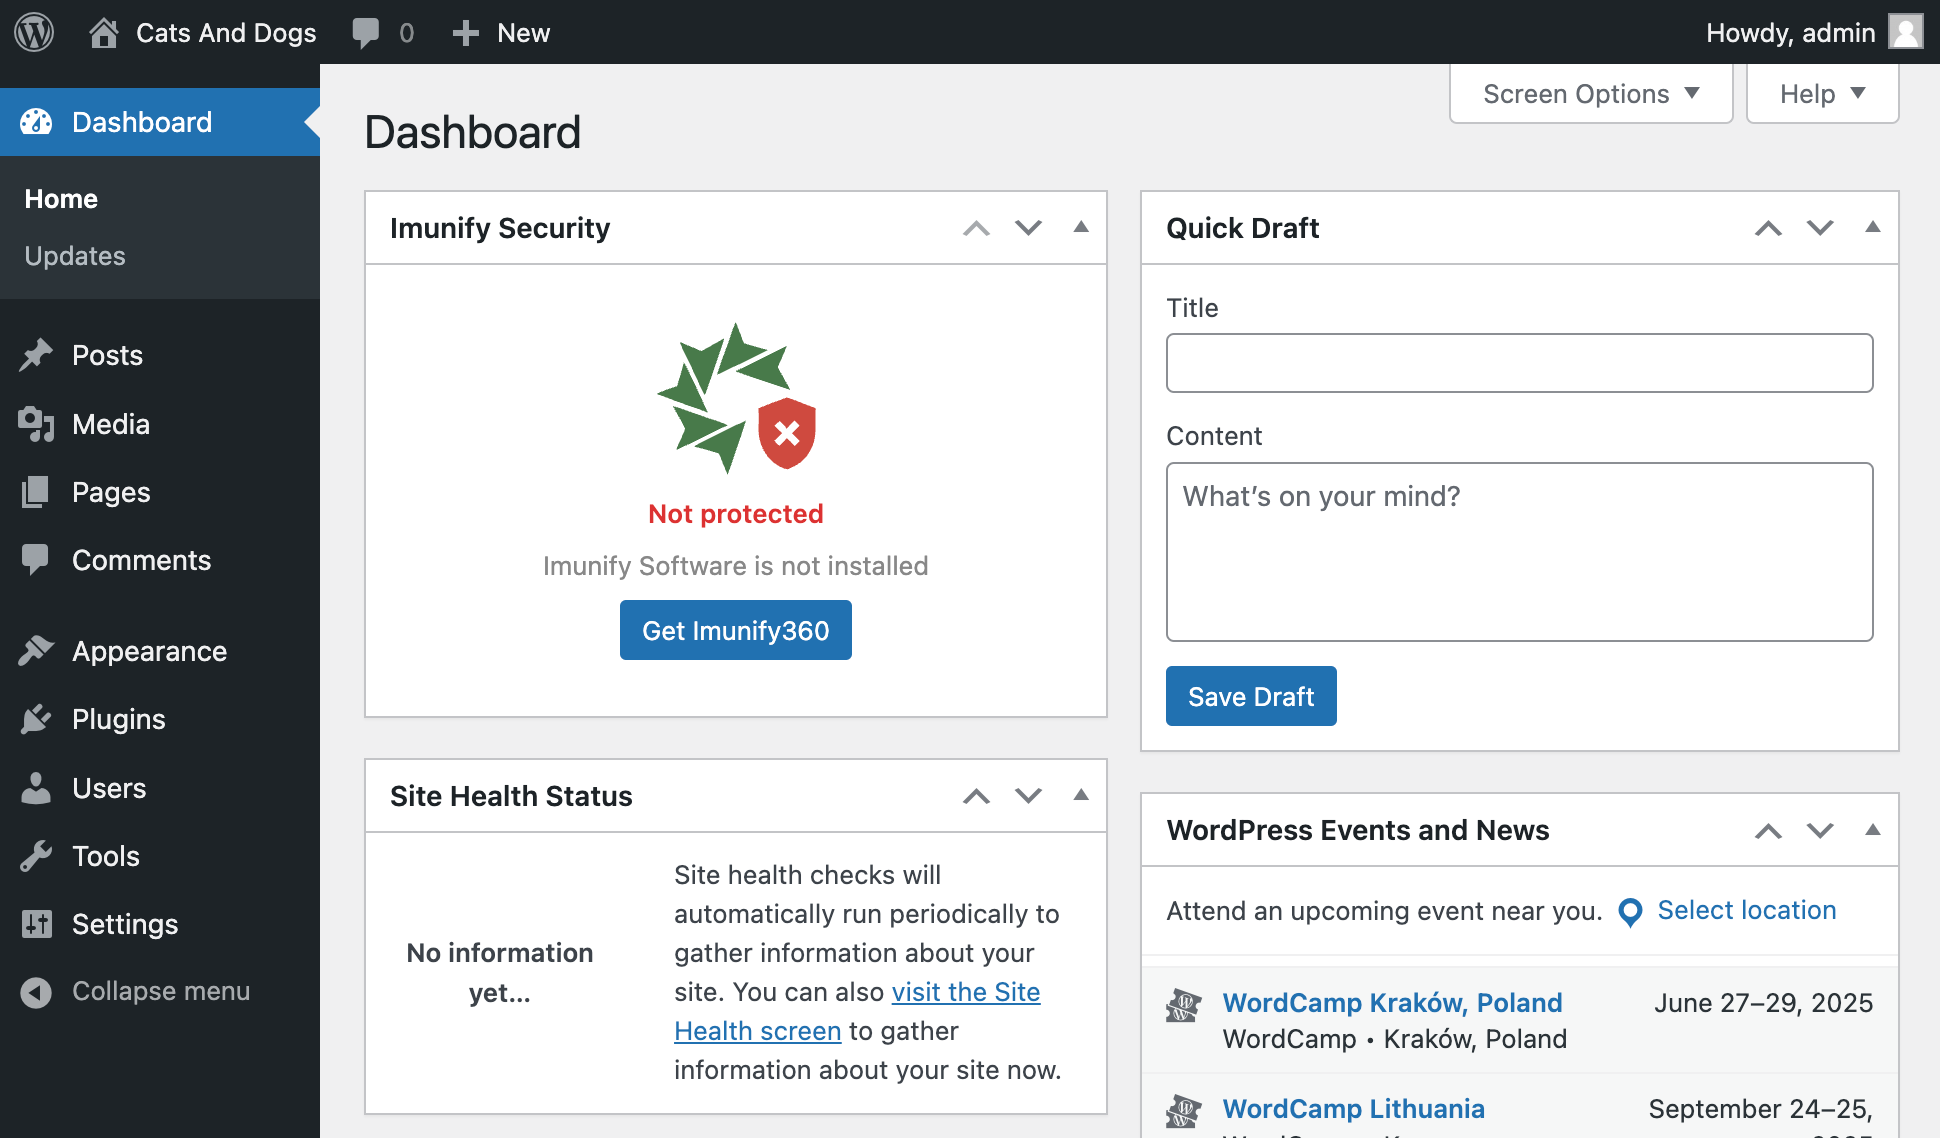 Cats And Dogs 0 New Howdy, admin
Dashboard
Home
Updates
Posts
Media
Pages
Comments
Appearance
Plugins
Users
Tools
Settings
Collapse menu
Screen Options Help
Dashboard
Imunify Security
Not protected
Imunify Software is not installed
Get Imunify360
Site Health Status
No information
yet...
Site health checks will
automatically run periodically to
gather information about your
site. You can also visit the Site
Health screen to gather
information about your site now.
Quick Draft
Title
Content
What’s on your mind?
Save Draft
WordPress Events and News
Attend an upcoming event near you. Select location
WordCamp Kraków, Poland June 27–29, 2025
WordCamp • Kraków, Poland
WordCamp Lithuania September 24–25,